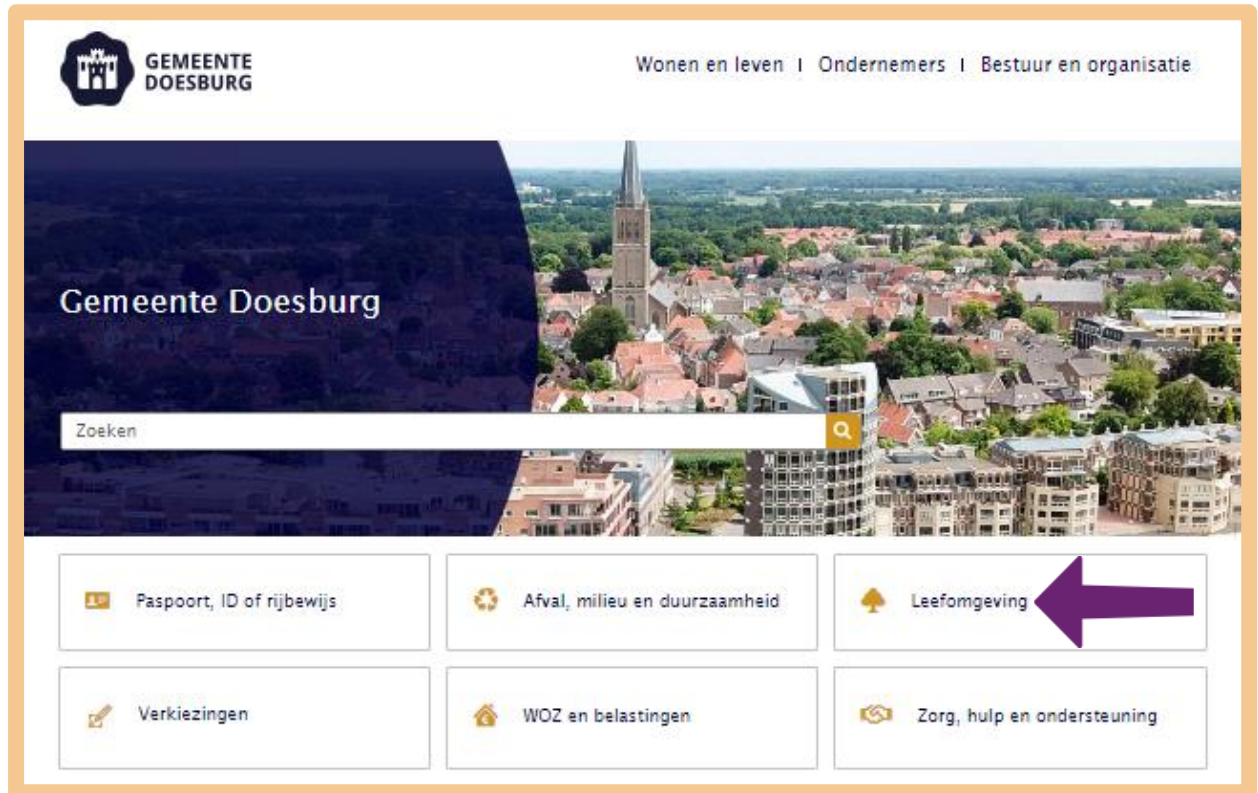 GEMEENTE
DOESBURG
Wonen en leven | Ondernemers | Bestuur en organisatie
Gemeente Doesburg
Zoeken
Paspoort, ID of rijbewijs
Afval, milieu en duurzaamheid
Leefomgeving
Verkiezingen
WOZ en belastingen
Zorg, hulp en ondersteuning